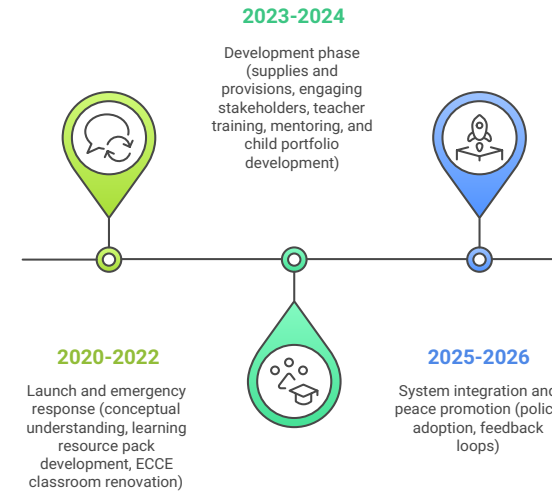 2023-2024
Development phase
(supplies and
provisions, engaging
stakeholders, teacher
training, mentoring, and
child portfolio
development)
2020-2022
Launch and emergency
response (conceptual
understanding, learning
resource pack
development, ECCE
classroom renovation)
2025-2026
System integration and
peace promotion (policy
adoption, feedback
loops)